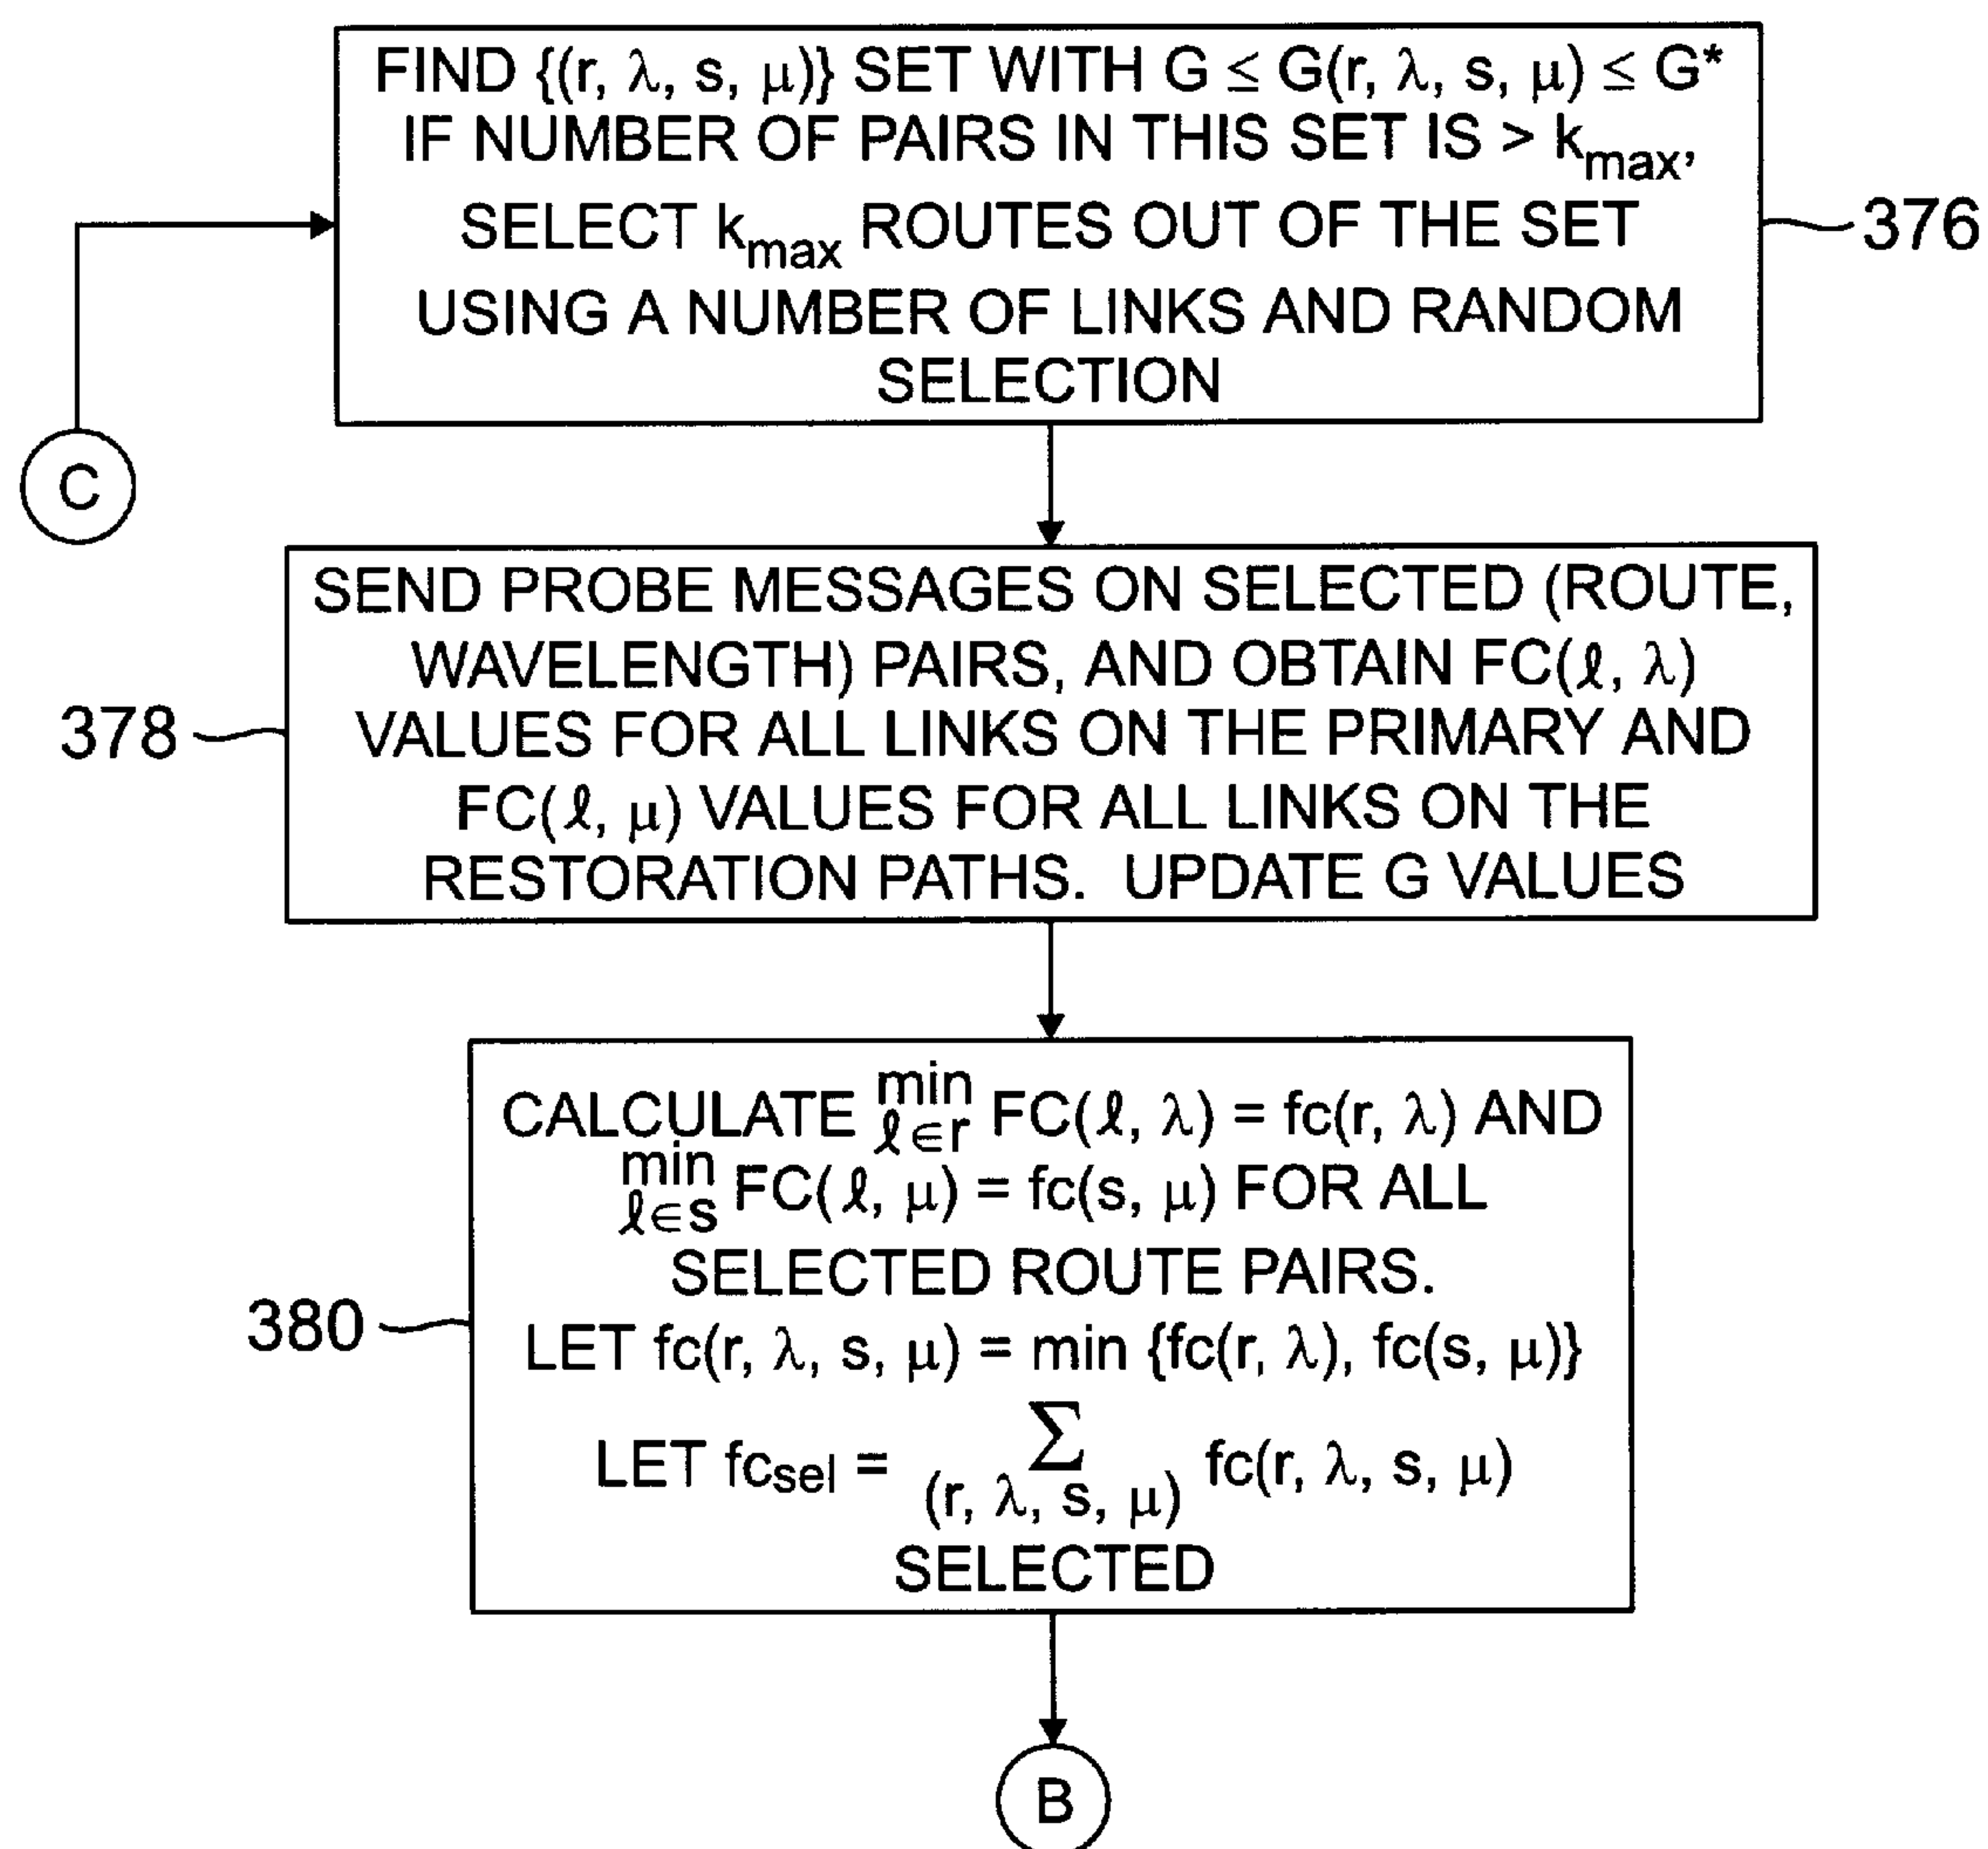 FIND {(r, λ, s, μ)} SET WITH G ≤ G(r, λ, s, μ) ≤ G*
IF NUMBER OF PAIRS IN THIS SET IS > kmax,
SELECT kmax ROUTES OUT OF THE SET
USING A NUMBER OF LINKS AND RANDOM
SELECTION
376
C
SEND PROBE MESSAGES ON SELECTED (ROUTE,
WAVELENGTH) PAIRS, AND OBTAIN FC(ℓ, λ)
VALUES FOR ALL LINKS ON THE PRIMARY AND
FC(ℓ, μ) VALUES FOR ALL LINKS ON THE
RESTORATION PATHS. UPDATE G VALUES
378
CALCULATE min ℓ∈r FC(ℓ, λ) = fc(r, λ) AND
min ℓ∈s FC(ℓ, μ) = fc(s, μ) FOR ALL
SELECTED ROUTE PAIRS.
LET fc(r, λ, s, μ) = min {fc(r, λ), fc(s, μ)}
LET fcsel = Σ (r, λ, s, μ) fc(r, λ, s, μ)
SELECTED
380
B